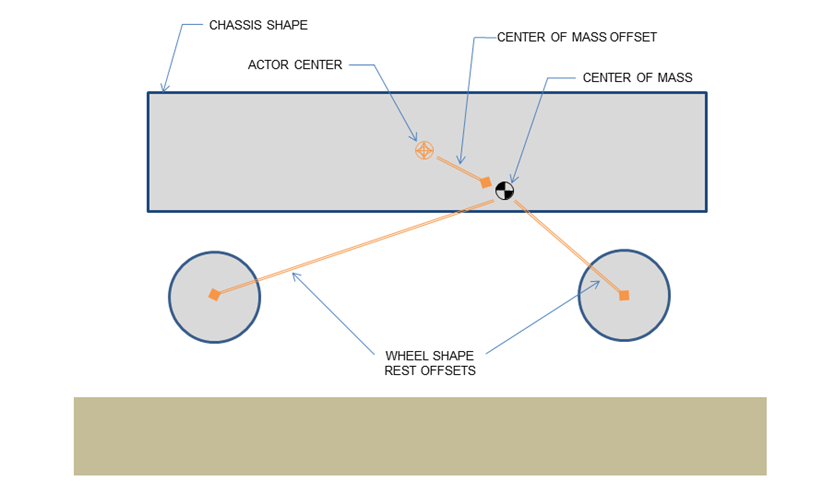 CHASSIS SHAPE
CENTER OF MASS OFFSET
ACTOR CENTER
CENTER OF MASS
WHEEL SHAPE
REST OFFSETS